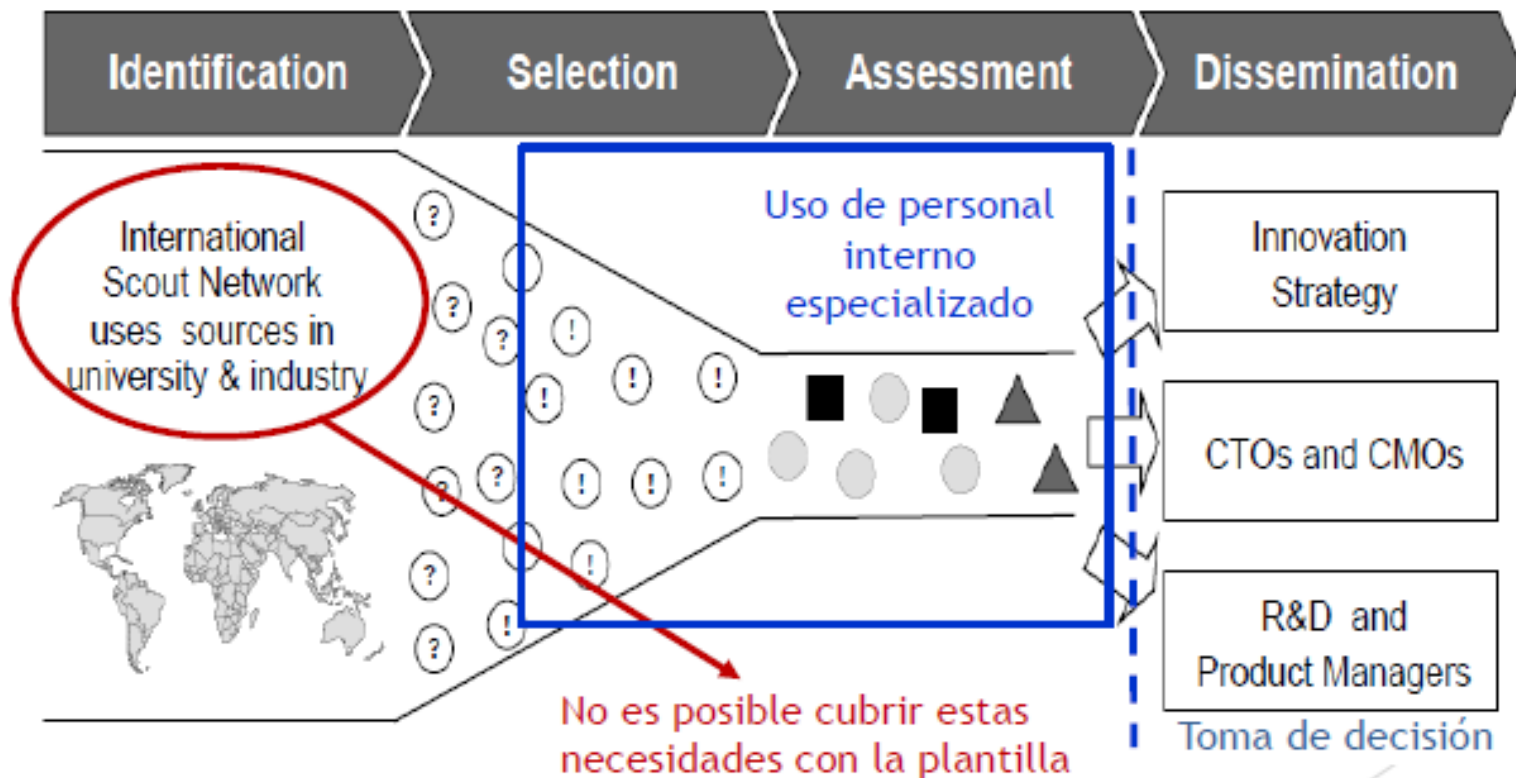 Identification
Selection
Assessment
Dissemination
International
Scout Network
uses sources in
university & industry
?
?
?
?
?
?
?
?
!
!
!
!
!
!
!
!
!
!
Uso de personal
interno
especializado
Innovation
Strategy
CTOs and CMOs
R&D and
Product Managers
No es posible cubrir estas
necesidades con la plantilla
Toma de decisión